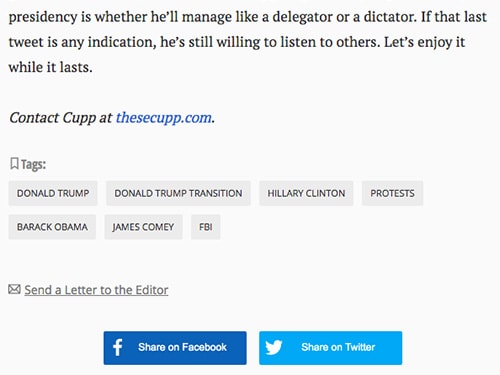 presidency is whether he’ll manage like a delegator or a dictator. If that last
tweet is any indication, he’s still willing to listen to others. Let’s enjoy it
while it lasts.
Contact Cupp at thesecupp.com.
Tags:
DONALD TRUMP DONALD TRUMP TRANSITION HILLARY CLINTON PROTESTS
BARACK OBAMA JAMES COMEY FBI
Send a Letter to the Editor
Share on Facebook Share on Twitter